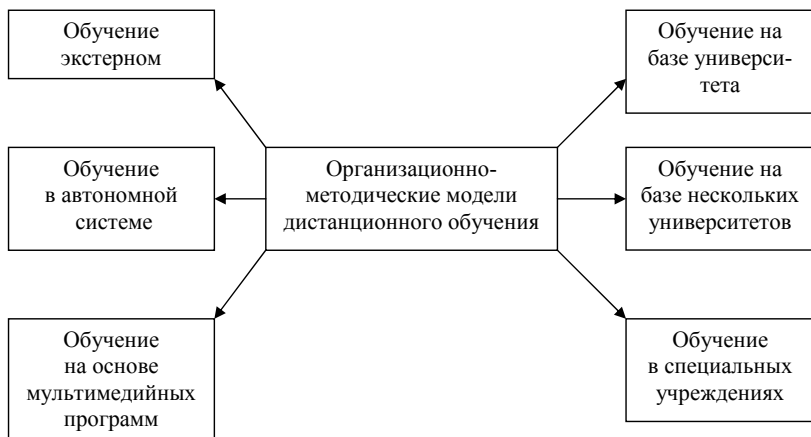 Обучение
экстерном
Обучение на
базе универси-
тета
Обучение
в автономной
системе
Организационно-
методические модели
дистанционного обучения
Обучение на
базе нескольких
университетов
Обучение
на основе
мультимедийных
программ
Обучение
в специальных
учреждениях